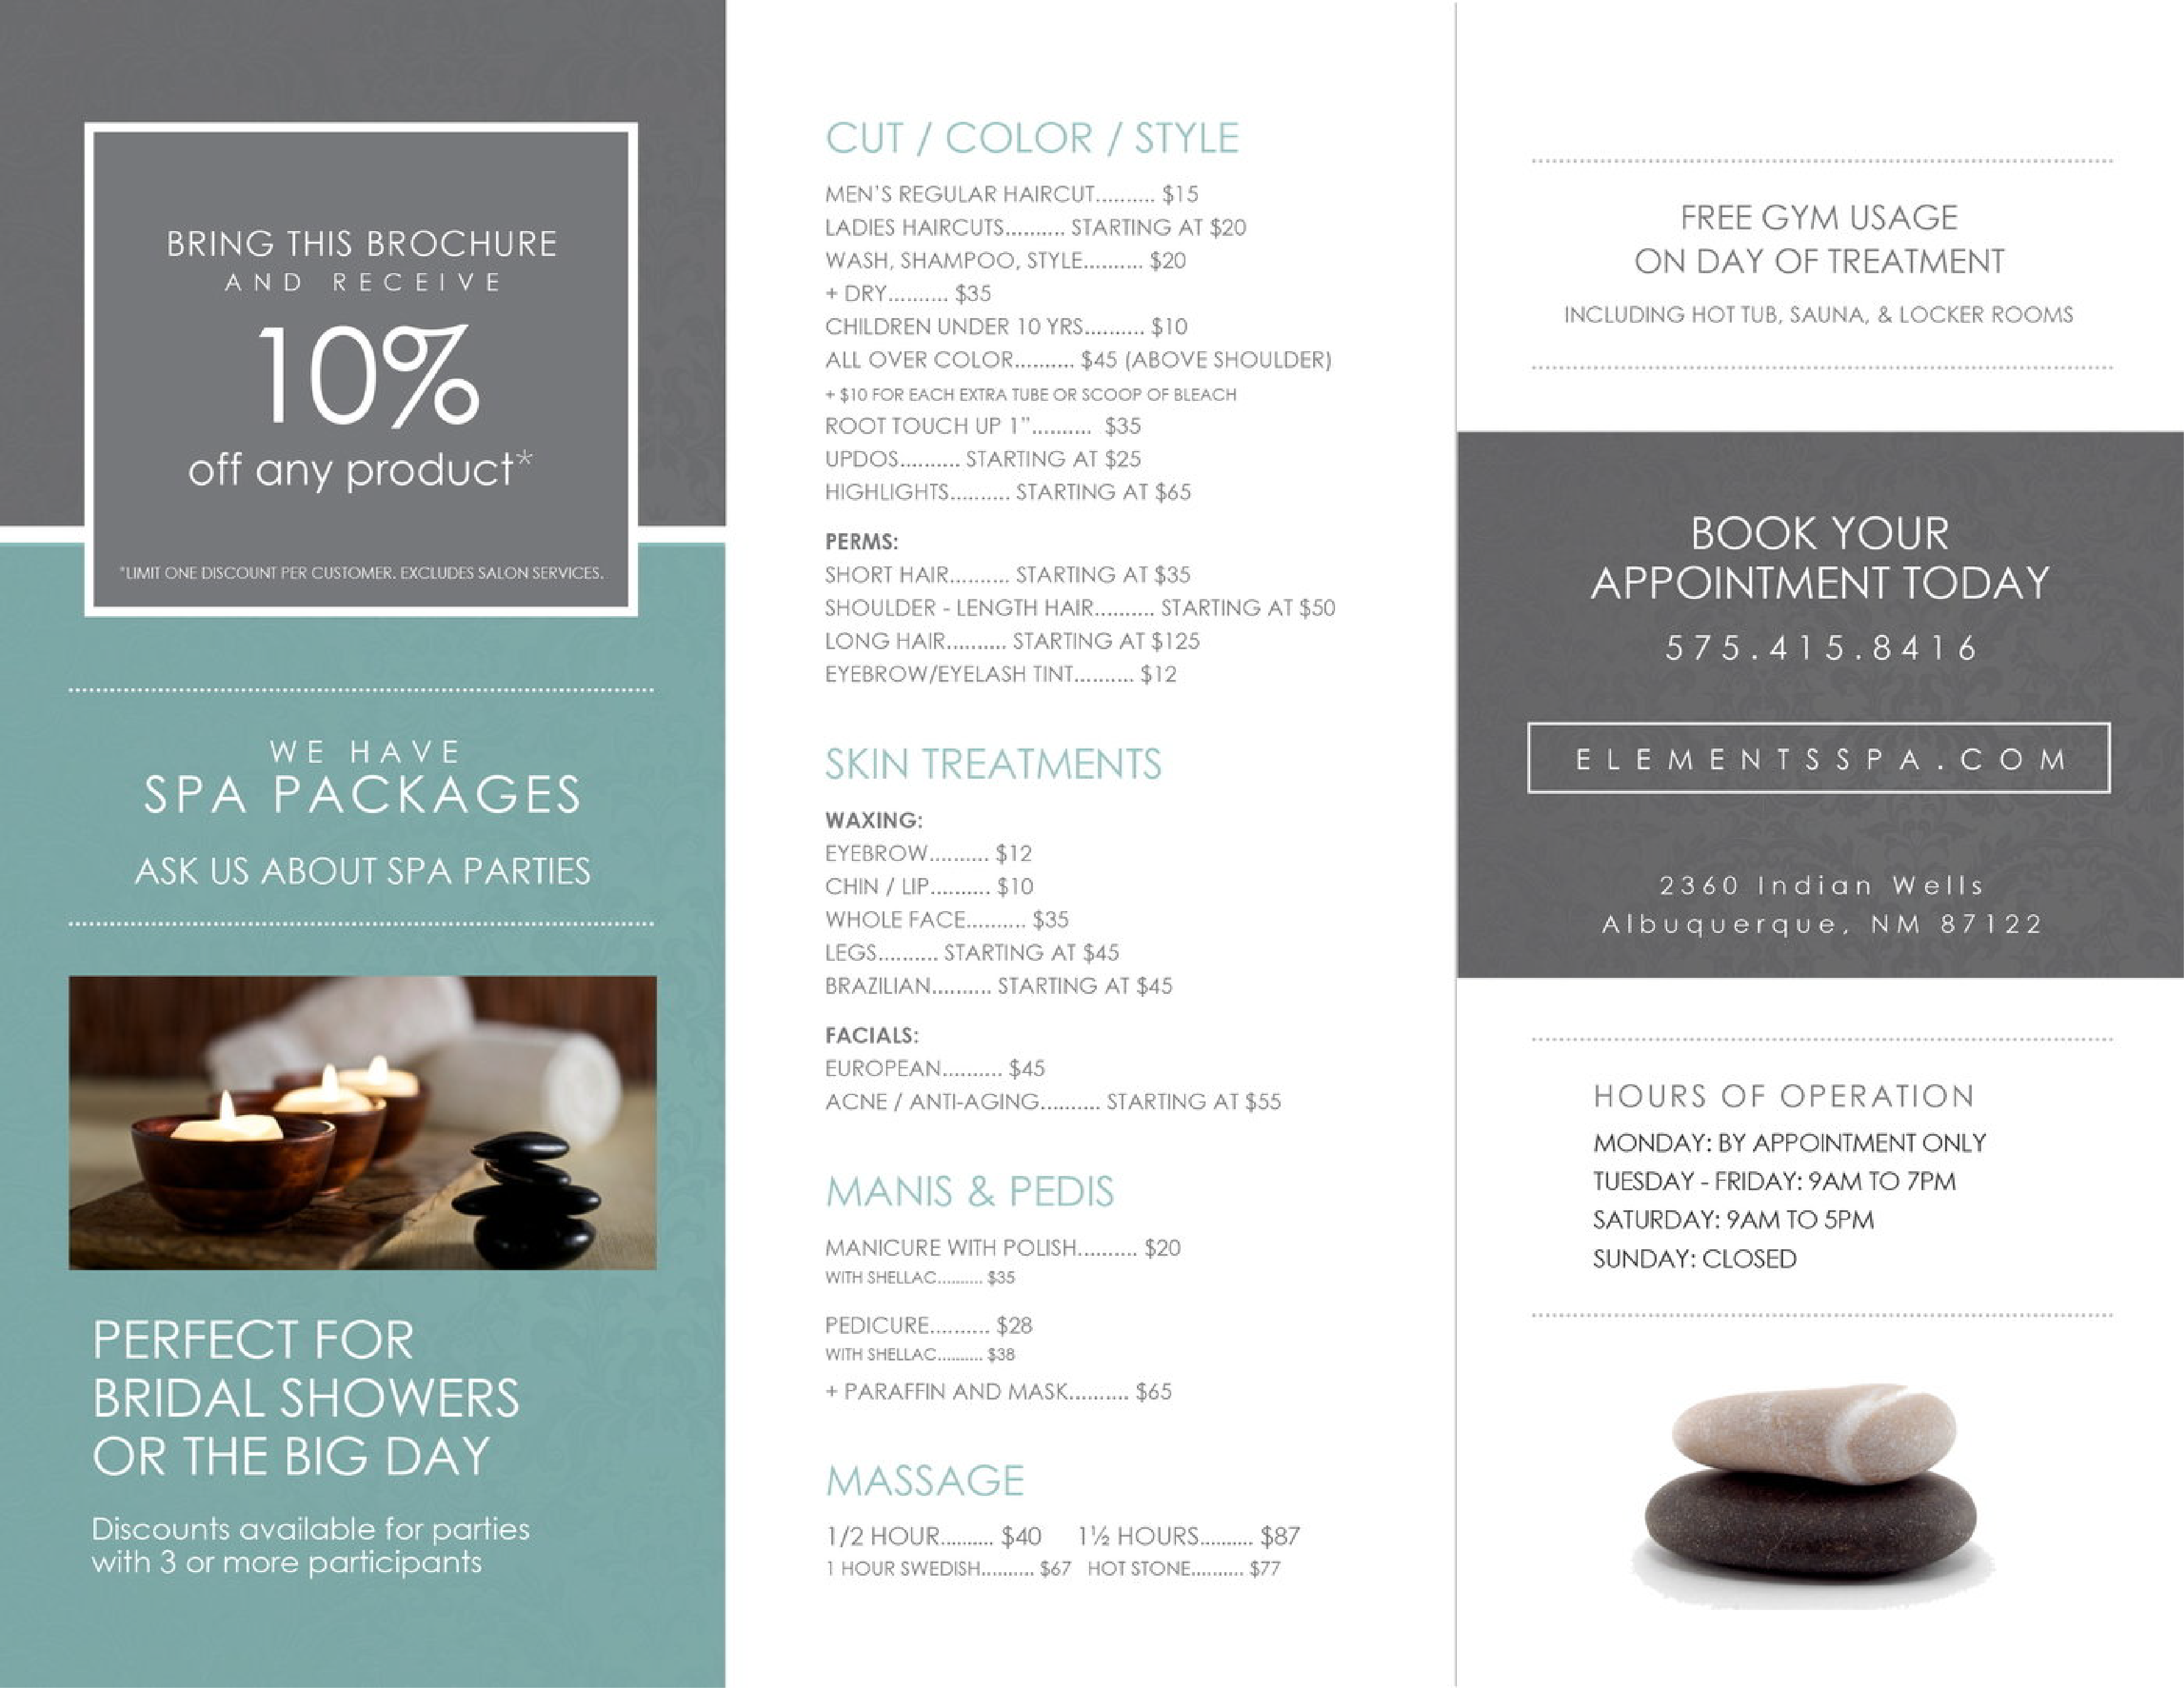 BRING THIS BROCHURE
AND RECEIVE
10%
off any product*
*LIMIT ONE DISCOUNT PER CUSTOMER. EXCLUDES SALON SERVICES.
WE HAVE
SPA PACKAGES
ASK US ABOUT SPA PARTIES
PERFECT FOR
BRIDAL SHOWERS
OR THE BIG DAY
Discounts available for parties
with 3 or more participants
CUT / COLOR / STYLE
MEN'S REGULAR HAIRCUT.......... $15
LADIES HAIRCUTS.......... STARTING AT $20
WASH, SHAMPOO, STYLE.......... $20
+ DRY.......... $35
CHILDREN UNDER 10 YRS.......... $10
ALL OVER COLOR.......... $45 (ABOVE SHOULDER)
+ $10 FOR EACH EXTRA TUBE OR SCOOP OF BLEACH
ROOT TOUCH UP 1”.......... $35
UPDOS.......... STARTING AT $25
HIGHLIGHTS.......... STARTING AT $65
PERMS:
SHORT HAIR.......... STARTING AT $35
SHOULDER - LENGTH HAIR.......... STARTING AT $50
LONG HAIR.......... STARTING AT $125
EYEBROW/EYELASH TINT.......... $12
SKIN TREATMENTS
WAXING:
EYEBROW.......... $12
CHIN / LIP.......... $10
WHOLE FACE.......... $35
LEGS.......... STARTING AT $45
BRAZILIAN.......... STARTING AT $45
FACIALS:
EUROPEAN.......... $45
ACNE / ANTI-AGING.......... STARTING AT $55
MANIS & PEDIS
MANICURE WITH POLISH.......... $20
WITH SHELLAC.......... $35
PEDICURE.......... $28
WITH SHELLAC.......... $38
+ PARAFFIN AND MASK.......... $65
MASSAGE
1/2 HOUR......... $40 1½ HOURS.......... $87
1 HOUR SWEDISH.......... $67 HOT STONE.......... $77
FREE GYM USAGE
ON DAY OF TREATMENT
INCLUDING HOT TUB, SAUNA, & LOCKER ROOMS
BOOK YOUR
APPOINTMENT TODAY
575.415.8416
ELEMENTSSPA.COM
2360 Indian Wells
Albuquerque, NM 87122
HOURS OF OPERATION
MONDAY: BY APPOINTMENT ONLY
TUESDAY - FRIDAY: 9AM TO 7PM
SATURDAY: 9AM TO 5PM
SUNDAY: CLOSED